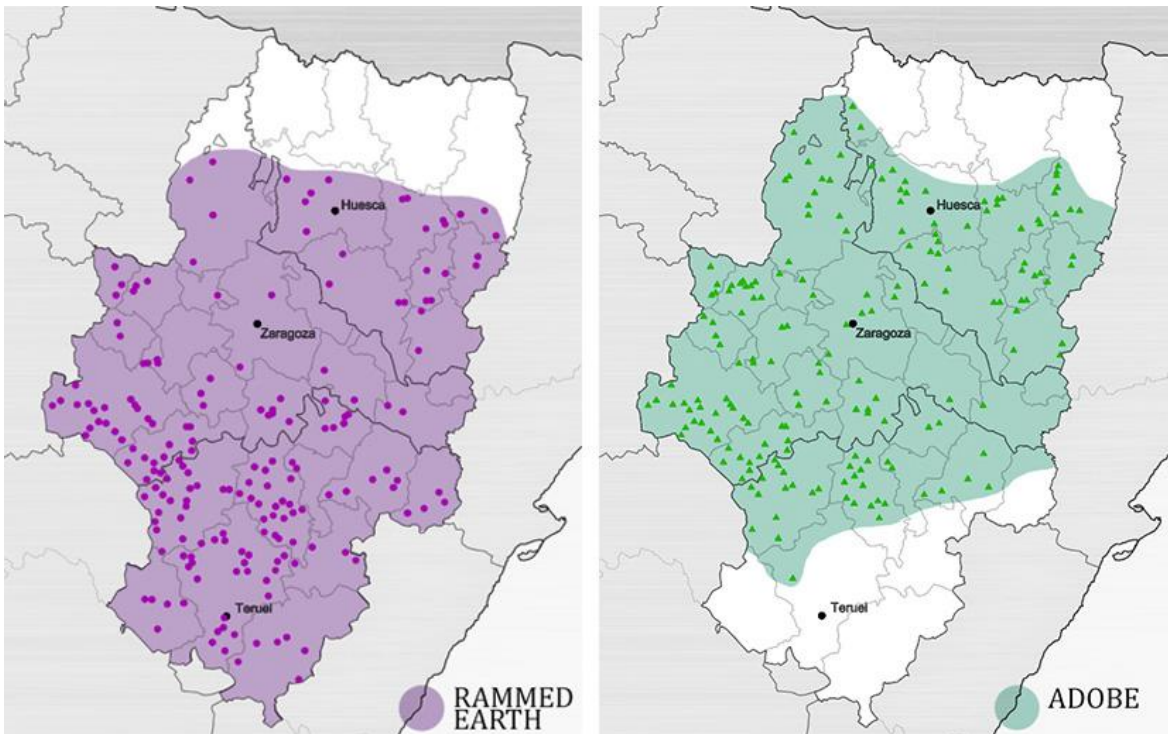 Huesca
Zaragoza
Teruel
RAMMED
EARTH
Huesca
Zaragoza
Teruel
ADOBE